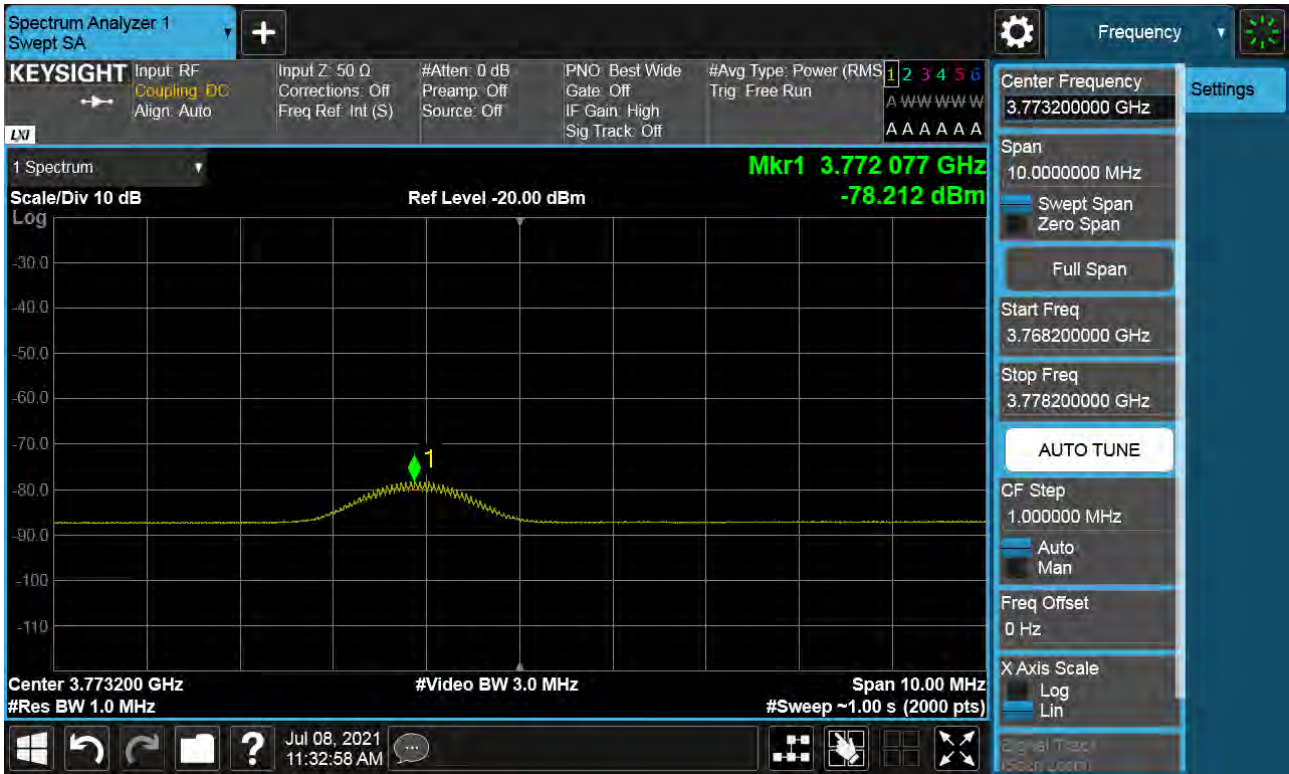 Spectrum Analyzer 1
Swept SA
+
Frequency
KEYSIGHT
LXI
Input: RF
Coupling: DC
Align: Auto
Input Z: 50 Ω
Corrections: Off
Freq Ref: Int (S)
#Atten: 0 dB
Preamp: Off
Source: Off
PNO: Best Wide
Gate: Off
IF Gain: High
Sig Track: Off
#Avg Type: Power (RMS
Trig: Free Run
1 2 3 4 5 6
A WW WW W
A A A A A A
1 Spectrum
Mkr1 3.772 077 GHz
-78.212 dBm
Scale/Div 10 dB
Ref Level -20.00 dBm
Log
-30.0
-40.0
-50.0
-60.0
-70.0
-80.0
-90.0
-100
-110
1
Center 3.773200 GHz
#Res BW 1.0 MHz
#Video BW 3.0 MHz
Span 10.00 MHz
#Sweep ~1.00 s (2000 pts)
Center Frequency
3.773200000 GHz
Settings
Span
10.0000000 MHz
Swept Span
Zero Span
Full Span
Start Freq
3.768200000 GHz
Stop Freq
3.778200000 GHz
AUTO TUNE
CF Step
1.000000 MHz
Auto
Man
Freq Offset
0 Hz
X Axis Scale
Log
Lin
Signal Track
(Span Zoom)
?
Jul 08, 2021
11:32:58 AM